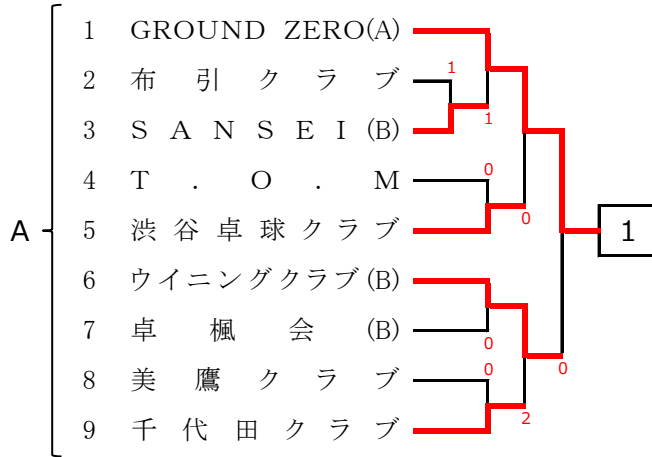 1 GROUND ZERO(A)
2 布引クラブ
1
3 SANSEI(B)
1
4 T.O.M
0
A
5 渋谷卓球クラブ
0
1
6 ウイニングクラブ(B)
7 卓楓会(B)
0
0
8 美鷹クラブ
0
9 千代田クラブ
2